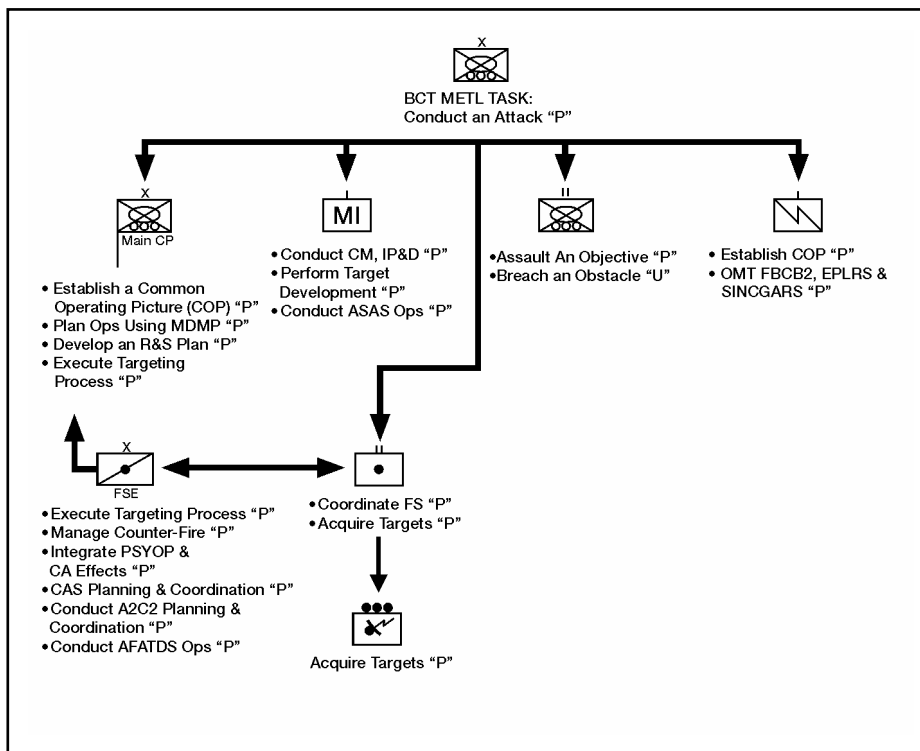 X
BCT METL TASK:
Conduct an Attack “P”
X
Main CP
• Establish a Common
Operating Picture (COP) “P”
• Plan Ops Using MDMP “P”
• Develop an R&S Plan “P”
• Execute Targeting
Process “P”
MI
• Conduct CM, IP&D “P”
• Perform Target
Development “P”
• Conduct ASAS Ops “P”
II
• Assault An Objective “P”
• Breach an Obstacle “U”
• Establish COP “P”
• OMT FBCB2, EPLRS &
SINCGARS “P”
X
FSE
• Execute Targeting Process “P”
• Manage Counter-Fire “P”
• Integrate PSYOP &
CA Effects “P”
• CAS Planning & Coordination “P”
• Conduct A2C2 Planning &
Coordination “P”
• Conduct AFATDS Ops “P”
II
• Coordinate FS “P”
• Acquire Targets “P”
Acquire Targets “P”